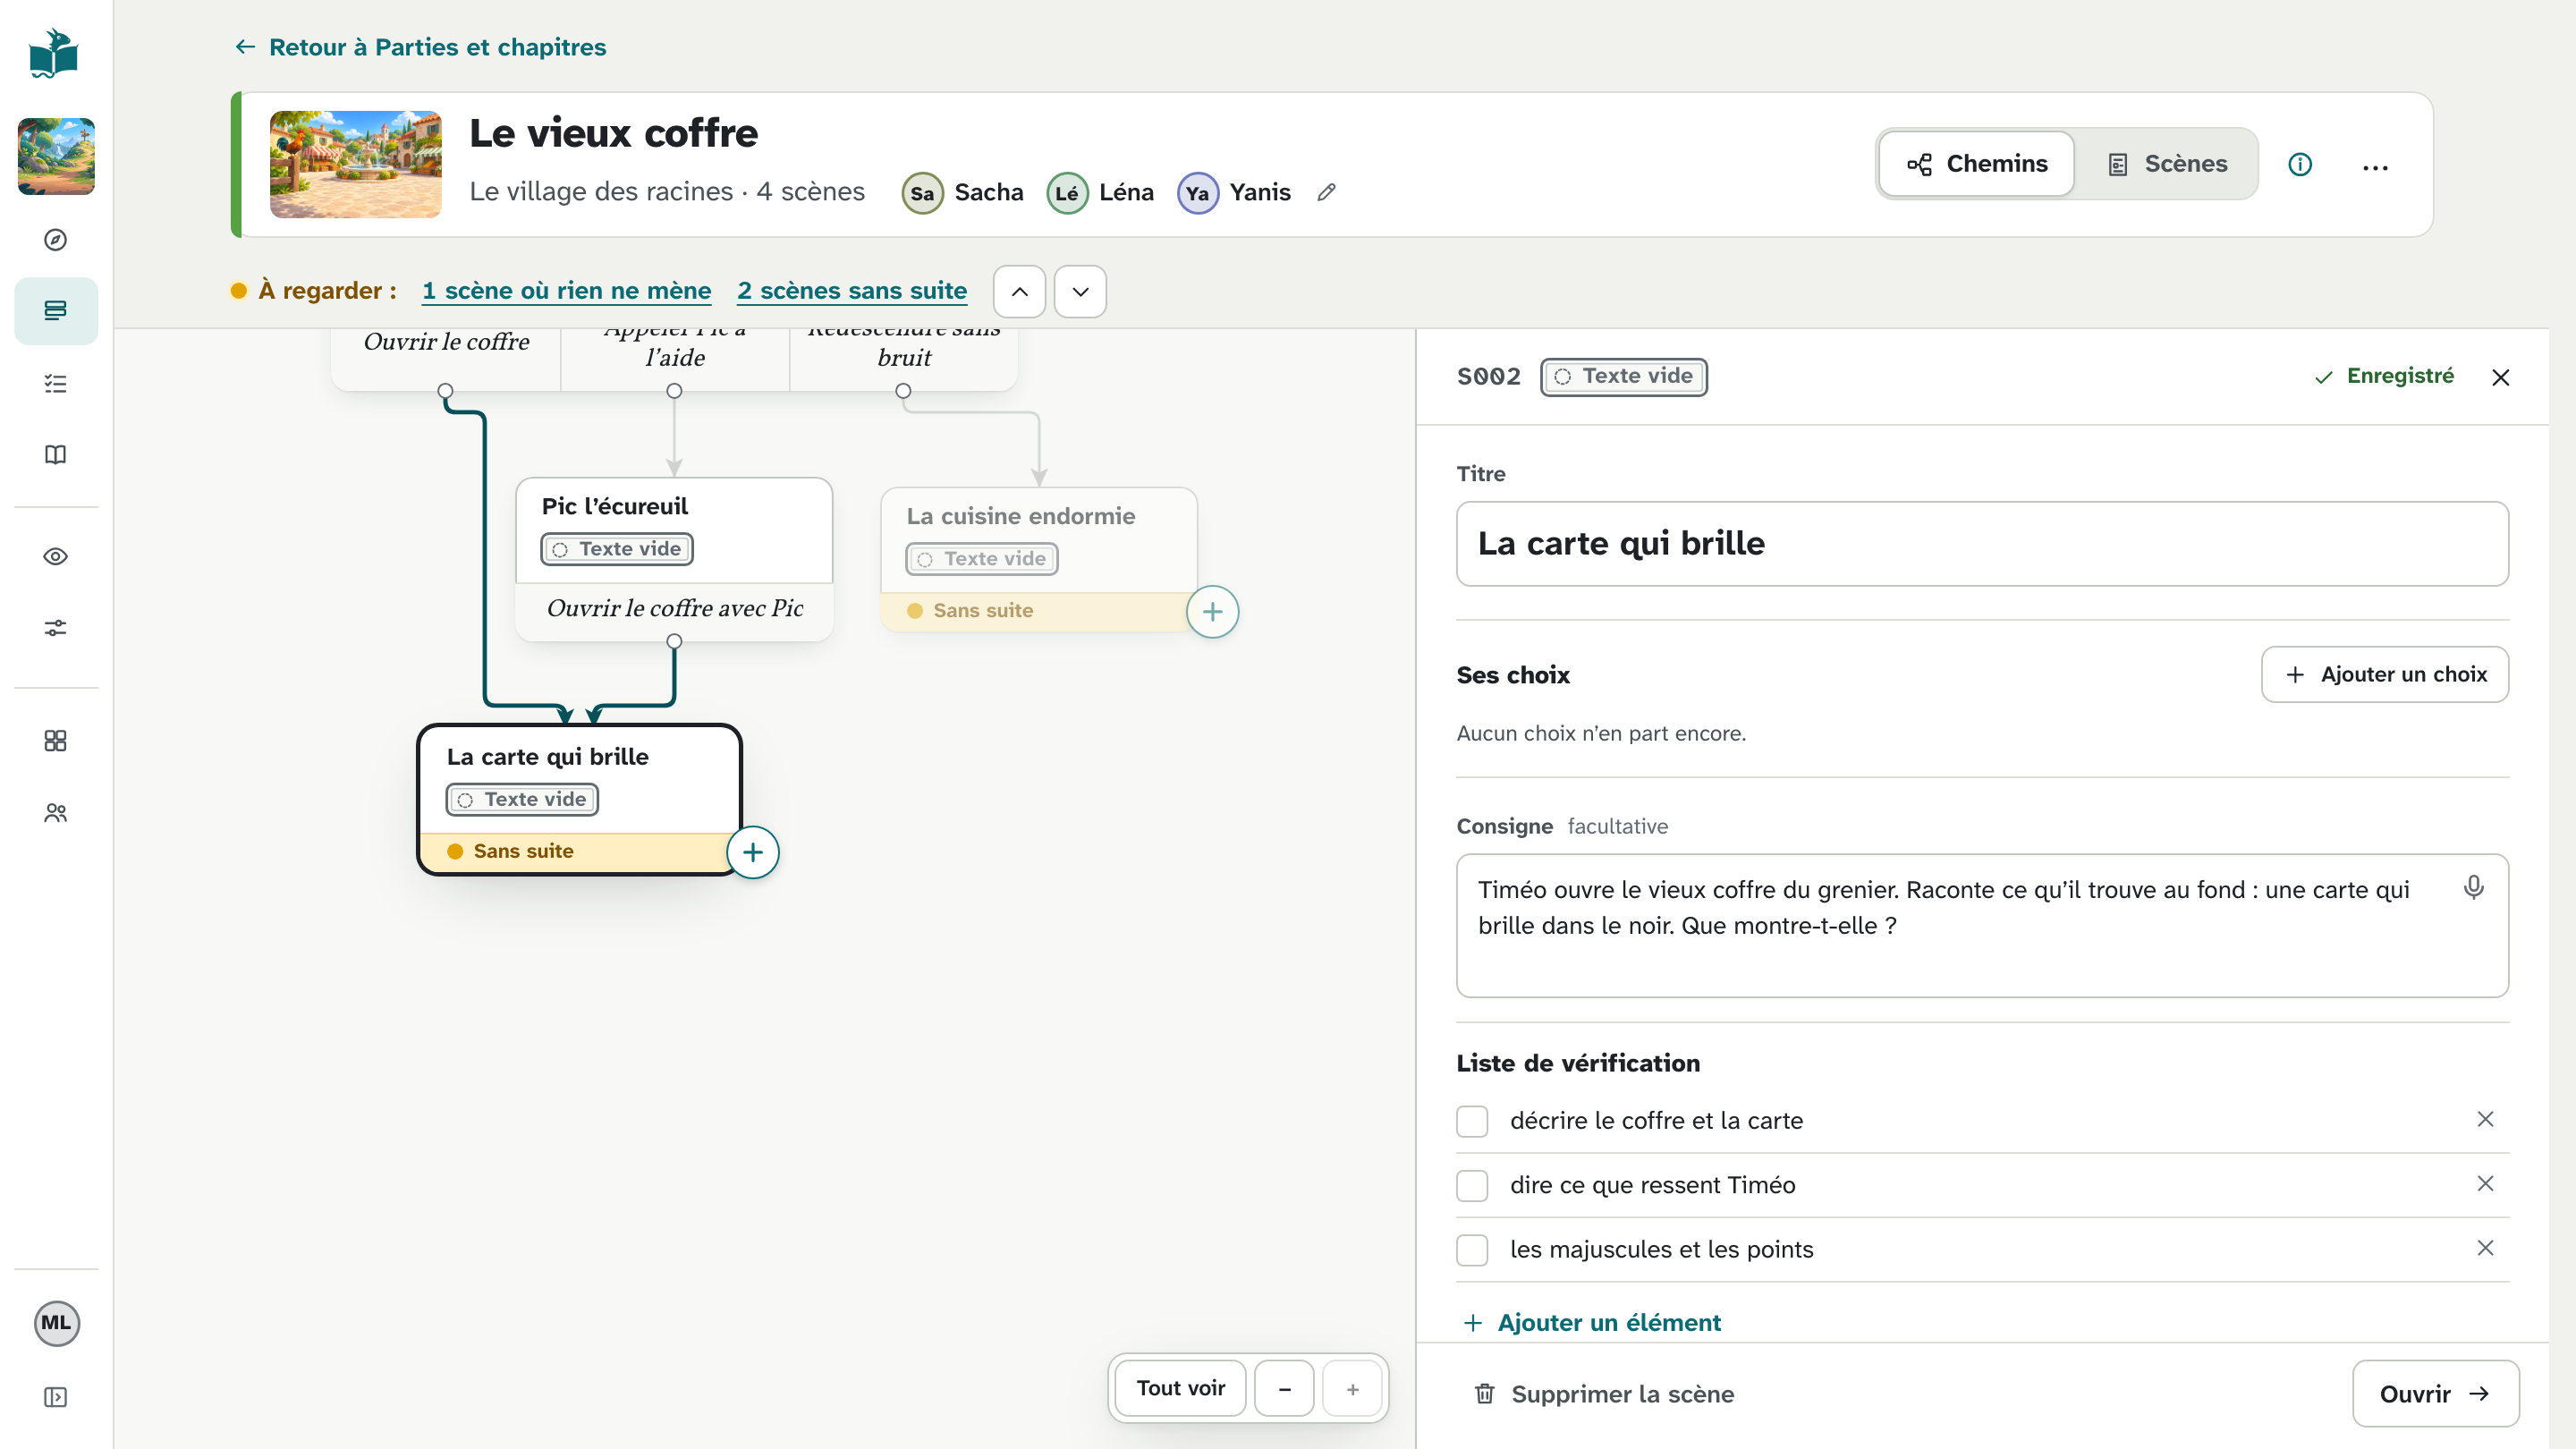 Retour à Parties et chapitres
Le vieux coffre
Le village des racines · 4 scènes
Sa Sacha Lé Léna Ya Yanis
Chemins
Scènes
À regarder : 1 scène où rien ne mène 2 scènes sans suite
Ouvrir le coffre
Appeler Pic à
l’aide
Redescendre sans
bruit
Pic l’écureuil
Texte vide
Ouvrir le coffre avec Pic
La cuisine endormie
Texte vide
Sans suite
La carte qui brille
Texte vide
Sans suite
Tout voir
S002 Texte vide
Enregistré
Titre
La carte qui brille
Ses choix
Ajouter un choix
Aucun choix n’en part encore.
Consigne facultative
Timéo ouvre le vieux coffre du grenier. Raconte ce qu’il trouve au fond : une carte qui
brille dans le noir. Que montre-t-elle ?
Liste de vérification
décrire le coffre et la carte
dire ce que ressent Timéo
les majuscules et les points
Ajouter un élément
Supprimer la scène
Ouvrir
ML